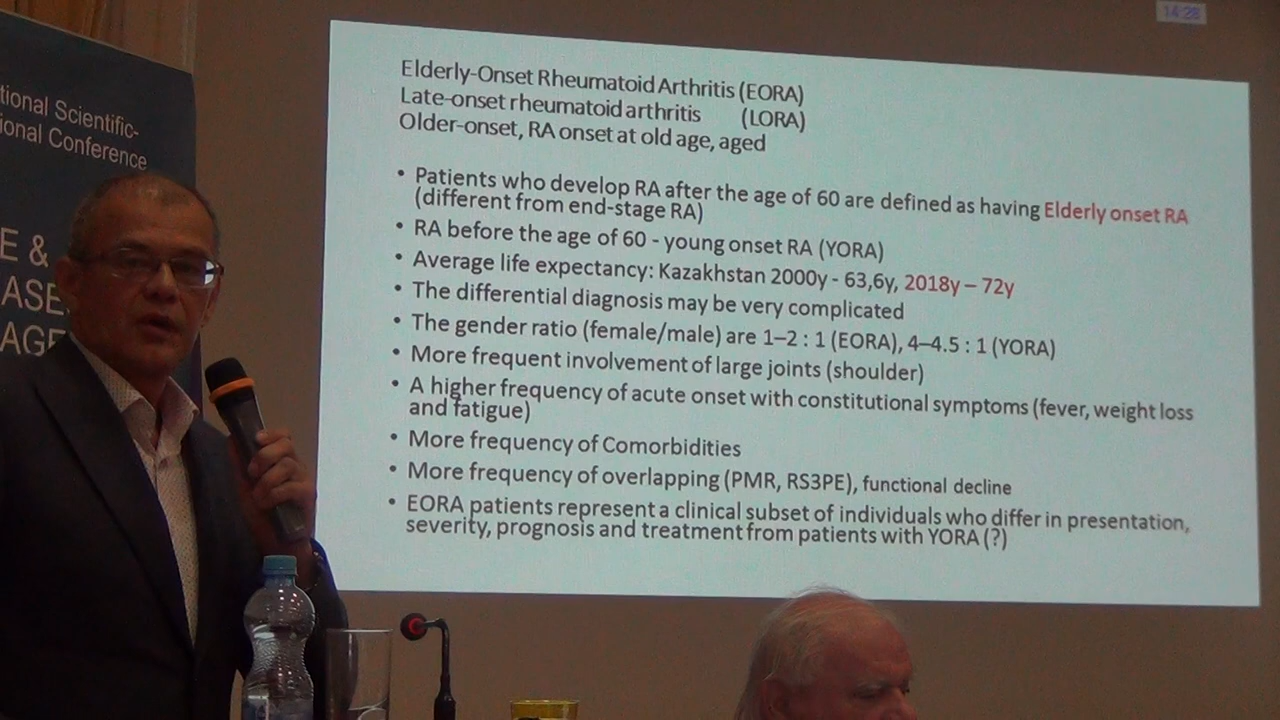 14:28
tional Scientific-
ional Conference
E &
ASE
AGE
Elderly-Onset Rheumatoid Arthritis (EORA)
Late-onset rheumatoid arthritis (LORA)
Older-onset, RA onset at old age, aged
• Patients who develop RA after the age of 60 are defined as having Elderly onset RA
(different from end-stage RA)
• RA before the age of 60 - young onset RA (YORA)
• Average life expectancy: Kazakhstan 2000y - 63,6y, 2018y – 72y
• The differential diagnosis may be very complicated
• The gender ratio (female/male) are 1–2 : 1 (EORA), 4–4.5 : 1 (YORA)
• More frequent involvement of large joints (shoulder)
• A higher frequency of acute onset with constitutional symptoms (fever, weight loss
and fatigue)
• More frequency of Comorbidities
• More frequency of overlapping (PMR, RS3PE), functional decline
• EORA patients represent a clinical subset of individuals who differ in presentation,
severity, prognosis and treatment from patients with YORA (?)